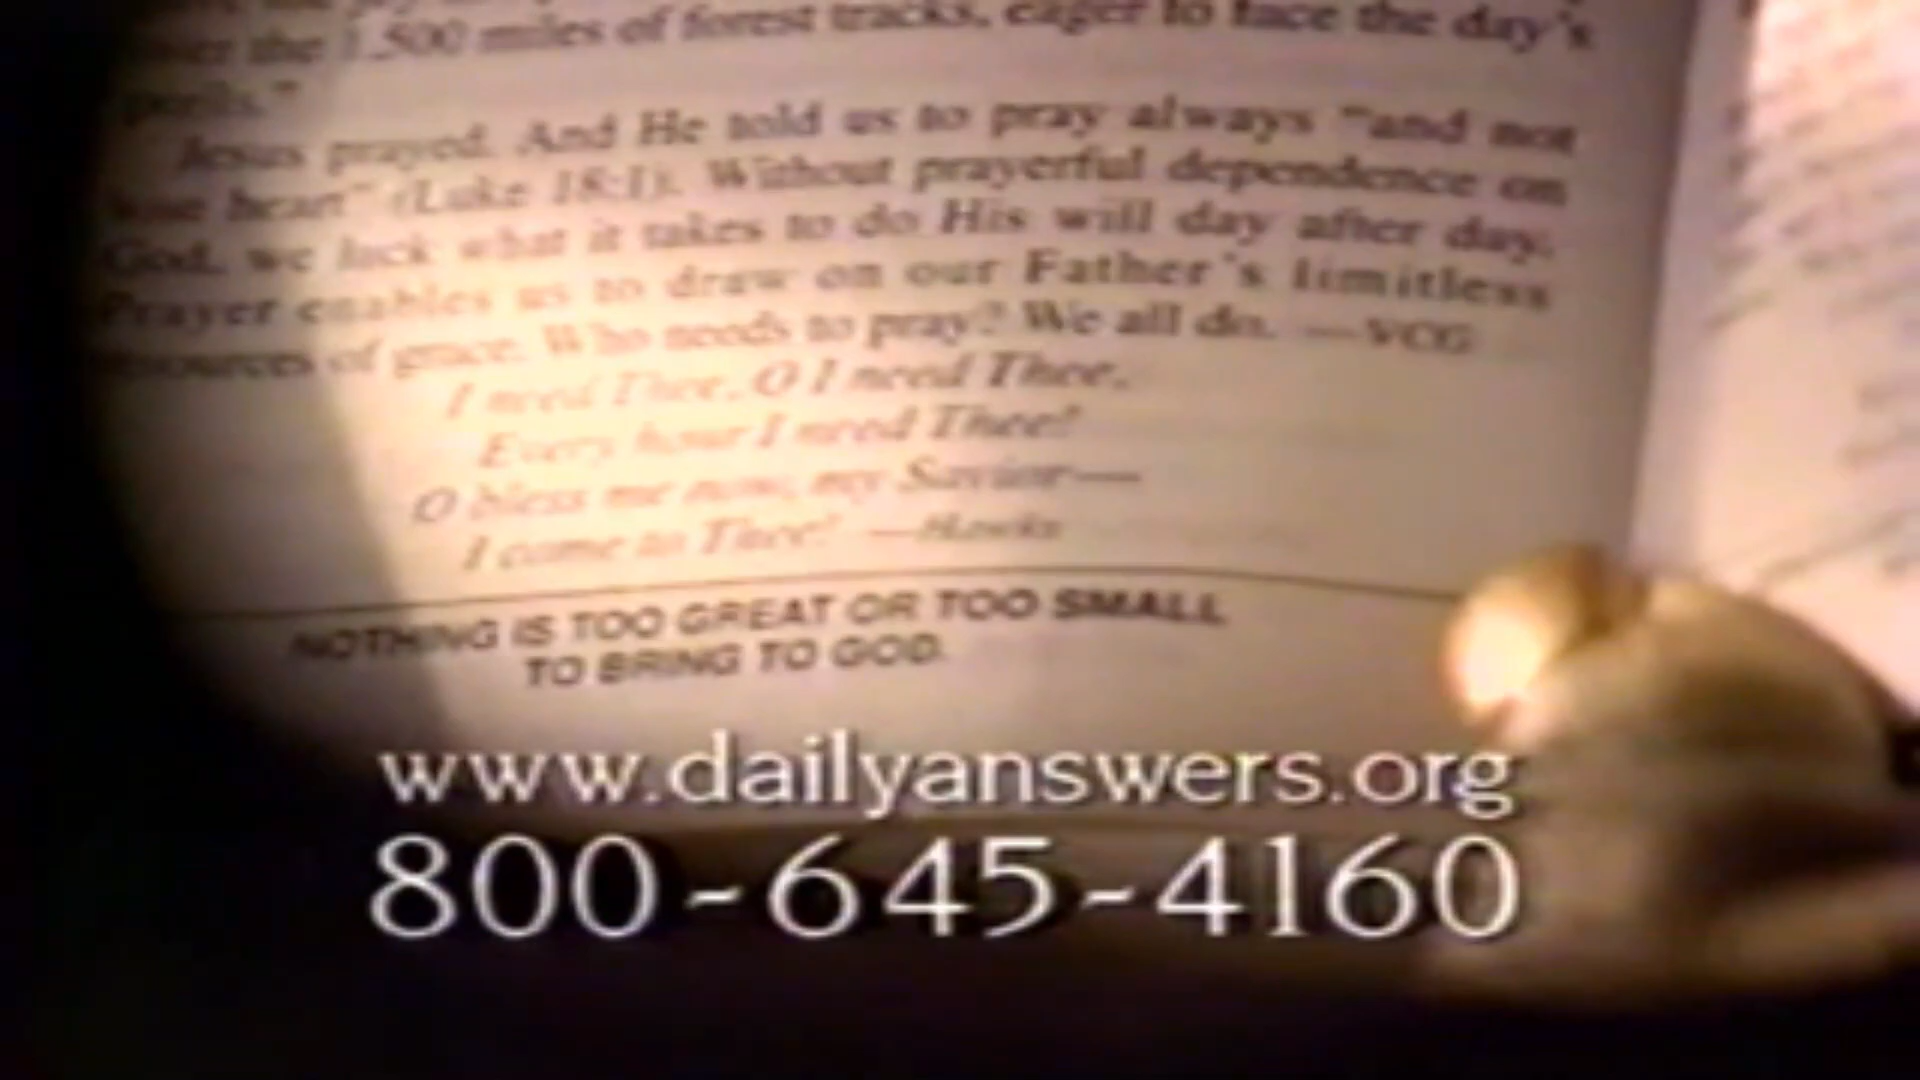 the 1,500 miles of forest tracks, eager to face the day's
perils."
Jesus prayed. And He told us to pray always "and not
lose heart" (Luke 18:1). Without prayerful dependence on
God, we lack what it takes to do His will day after day.
Prayer enables us to draw on our Father's limitless
resources of grace. Who needs to pray? We all do. —VCG
I need Thee, O I need Thee,
Every hour I need Thee!
O bless me now, my Savior—
I come to Thee! —Hawks
NOTHING IS TOO GREAT OR TOO SMALL
TO BRING TO GOD.
www.dailyanswers.org
800-645-4160